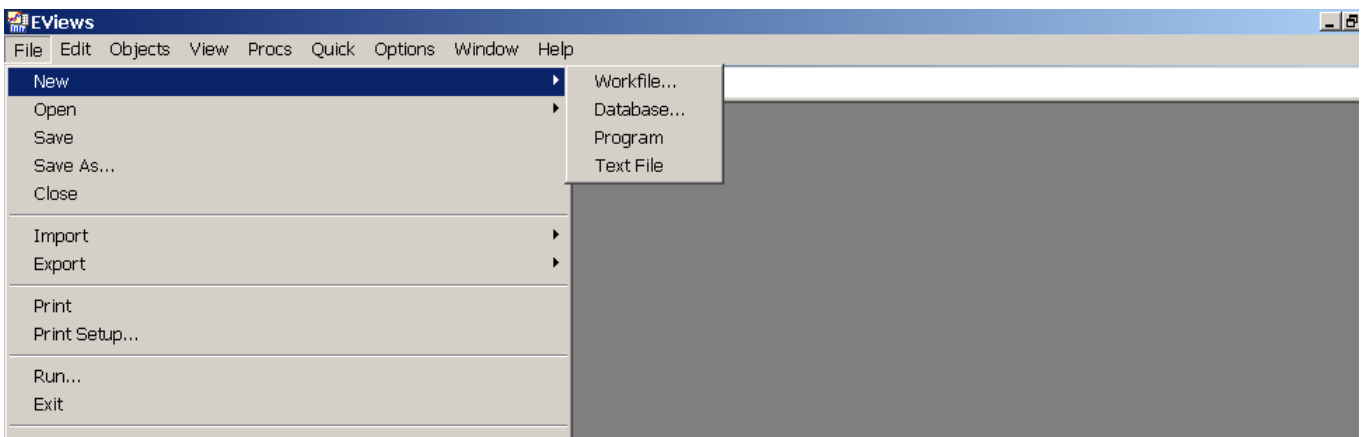 EViews
File Edit Objects View Procs Quick Options Window Help
New
Workfile...
Open
Database...
Save
Program
Save As...
Text File
Close
Import
Export
Print
Print Setup...
Run...
Exit